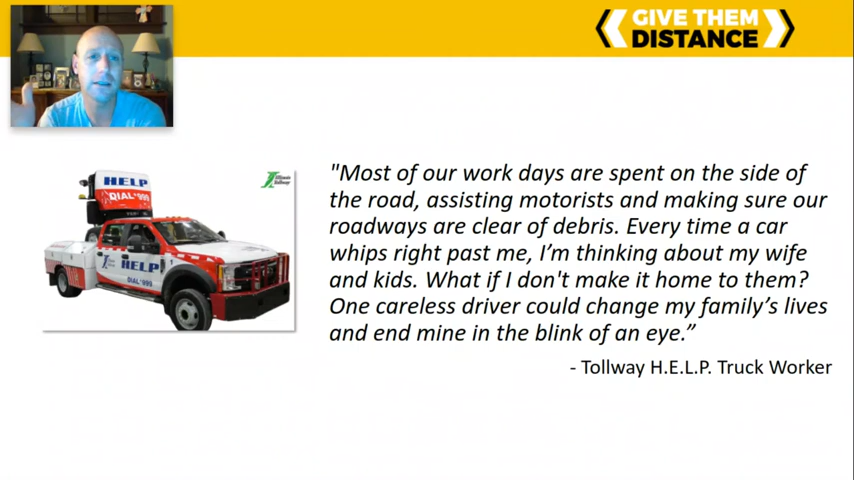 GIVE THEM
DISTANCE
HELP
DIAL*999
Illinois
Tollway
HELP
DIAL*999
"Most of our work days are spent on the side of
the road, assisting motorists and making sure our
roadways are clear of debris. Every time a car
whips right past me, I’m thinking about my wife
and kids. What if I don't make it home to them?
One careless driver could change my family’s lives
and end mine in the blink of an eye.”
- Tollway H.E.L.P. Truck Worker